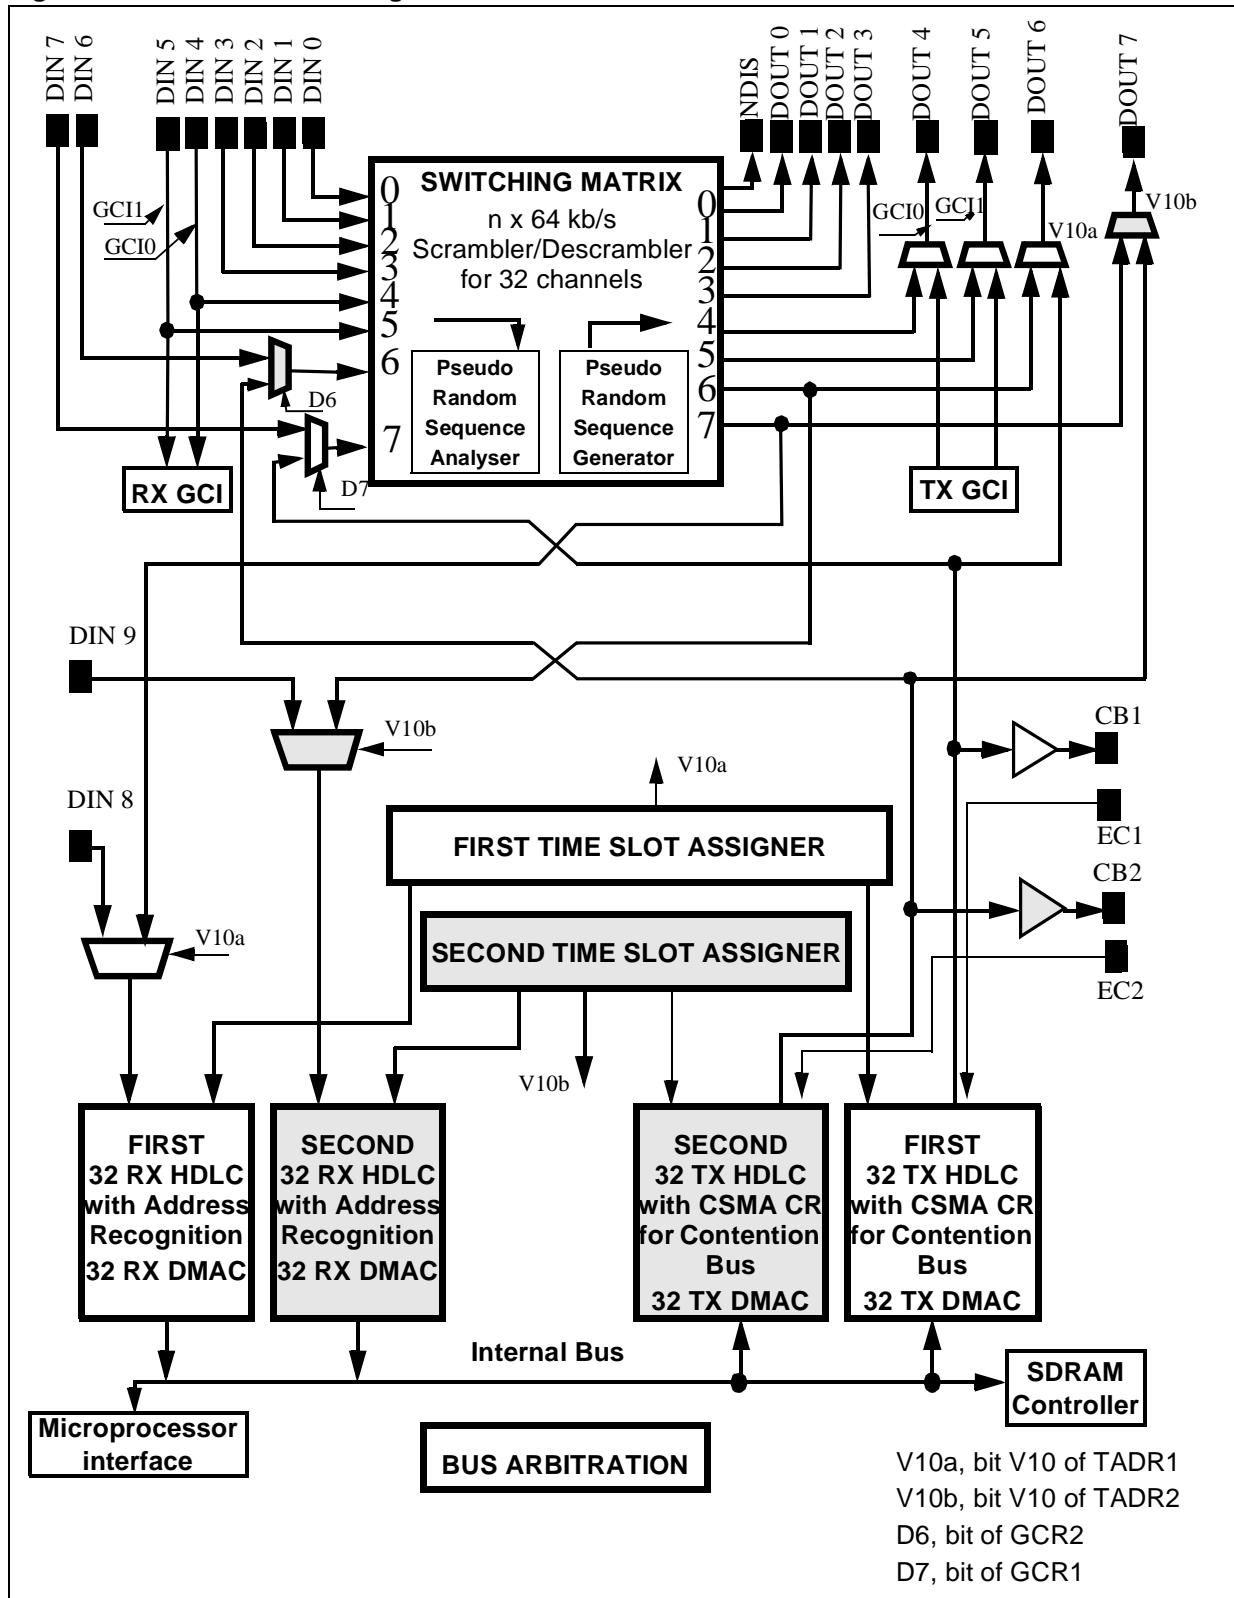 DIN 7
DIN 6
DIN 5
DIN 4
DIN 3
DIN 2
DIN 1
DIN 0
NDIS
DOUT 0
DOUT 1
DOUT 2
DOUT 3
DOUT 4
DOUT 5
DOUT 6
DOUT 7
GCI1
GCI0
SWITCHING MATRIX
n x 64 kb/s
Scrambler/Descrambler
for 32 channels
0
1
2
3
4
5
6
7
0
1
2
3
4
5
6
7
Pseudo
Random
Sequence
Analyser
Pseudo
Random
Sequence
Generator
GCI0
GCI1
V10a
V10b
D6
D7
RX GCI
TX GCI
DIN 9
V10b
DIN 8
V10a
V10a
FIRST TIME SLOT ASSIGNER
SECOND TIME SLOT ASSIGNER
V10b
CB1
EC1
CB2
EC2
FIRST
32 RX HDLC
with Address
Recognition
32 RX DMAC
SECOND
32 RX HDLC
with Address
Recognition
32 RX DMAC
SECOND
32 TX HDLC
with CSMA CR
for Contention
Bus
32 TX DMAC
FIRST
32 TX HDLC
with CSMA CR
for Contention
Bus
32 TX DMAC
Internal Bus
Microprocessor
interface
SDRAM
Controller
BUS ARBITRATION
V10a, bit V10 of TADR1
V10b, bit V10 of TADR2
D6, bit of GCR2
D7, bit of GCR1